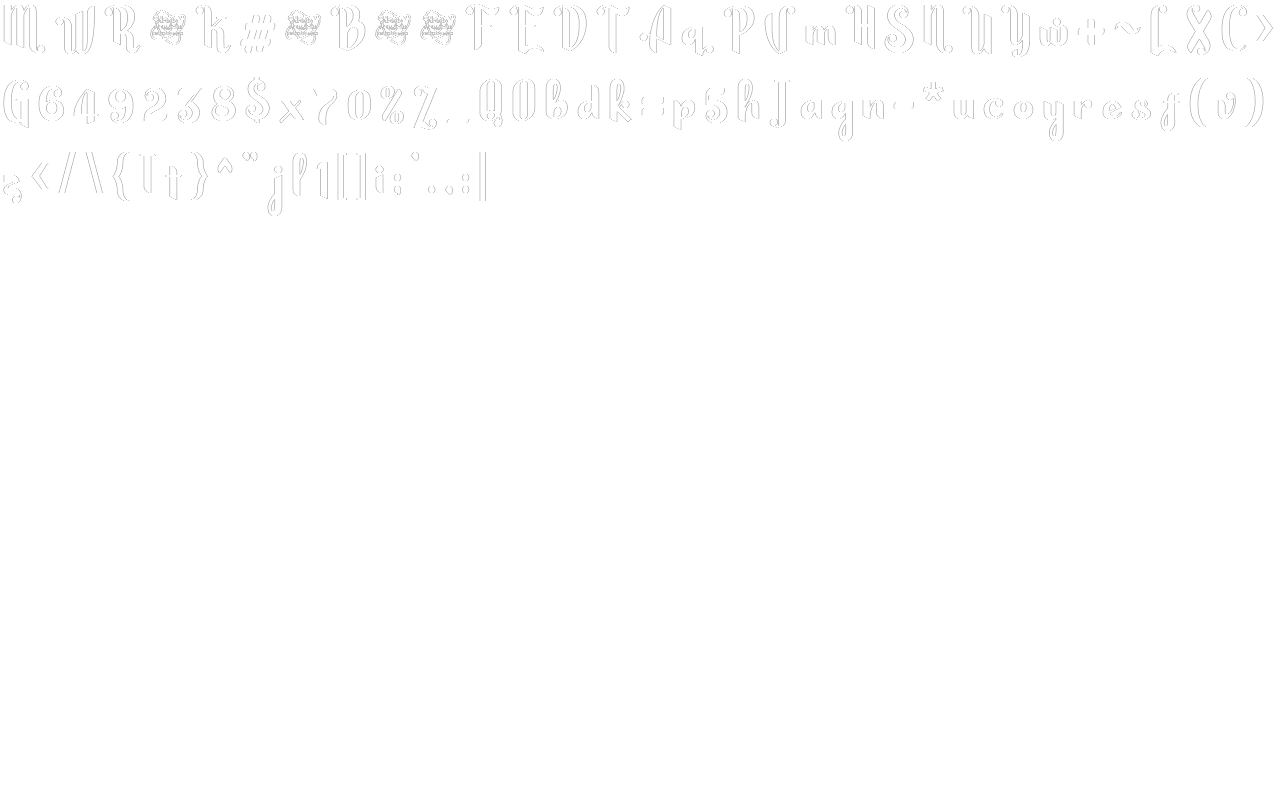 M W R K # B F E D T A q P V m H S N U Y w + ~ L X C >
G 6 4 9 2 3 8 $ x 7 0 % Z _ Q O b d k = p 5 h J a g n - * u c o y r e s f ( v )
z < / \ { I t } ^ " j l 1 [ ] i ; ' . , : |